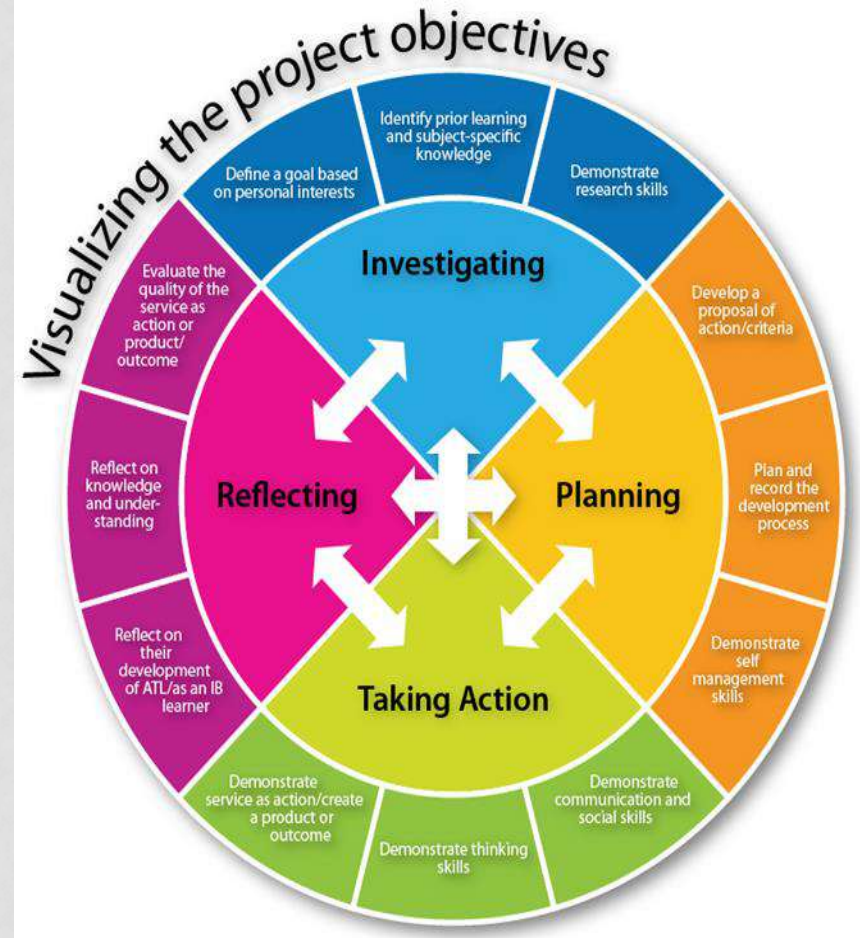 Visualizing the project objectives
Define a goal based
on personal interests
Identify prior learning
and subject-specific
knowledge
Demonstrate
research skills
Investigating
Develop a
proposal of
action/criteria
Plan and
record the
development
process
Demonstrate
self
management
skills
Planning
Demonstrate
communication and
social skills
Demonstrate thinking
skills
Demonstrate
service as action/create
a product or
outcome
Taking Action
Reflect on
their
development
of ATL/as an IB
learner
Reflect on
knowledge
and under-
standing
Evaluate the
quality of the
service as
action or
product/
outcome
Reflecting